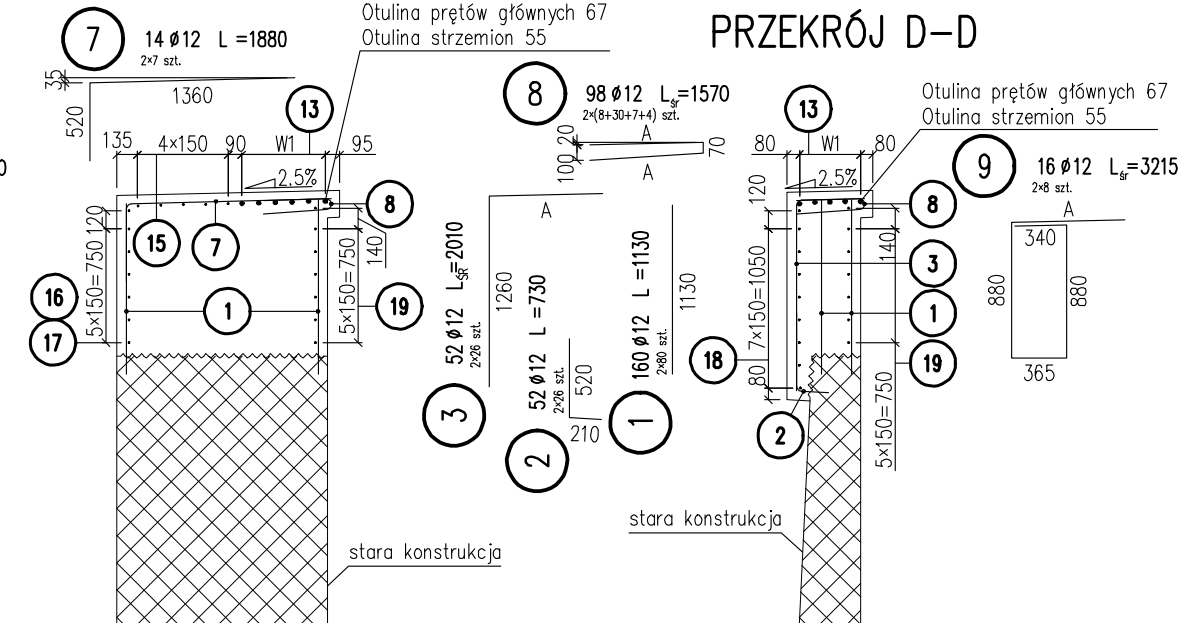 PRZEKRÓJ D-D
Otulina prętów głównych 67
Otulina strzemion 55
7
14 ø12 L =1880
2×7 szt.
35
520
1360
13
135
4×150
90
W1
95
2.5%
8
120
5×150=750
15
7
140
16
17
1
5×150=750
19
stara konstrukcja
0
8
98 ø12 Lśr=1570
2×(8+30+7+4) szt.
20
100
A
A
70
3
52 ø12 LŚR=2010
2×26 szt.
A
1260
2
52 ø12 L =730
2×26 szt.
520
210
1
160 ø12 L =1130
2×80 szt.
1130
Otulina prętów głównych 67
Otulina strzemion 55
13
80
W1
80
2.5%
120
8
140
3
7×150=1050
1
18
80
19
2
5×150=750
stara konstrukcja
9
16 ø12 Lśr=3215
2×8 szt.
A
340
880
880
365